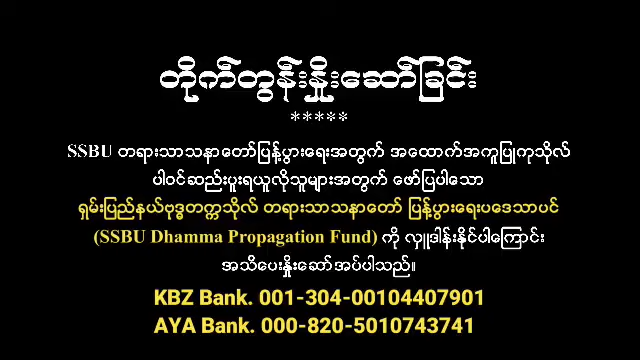 တိုက်တွန်းနှိုးဆော်ခြင်း
*****
SSBU တရားသာသနာတော်ပြန့်ပွားရေးအတွက် အထောက်အကူပြုကုသိုလ်
ပါဝင်ဆည်းပူးရယူလိုသူများအတွက် ဖော်ပြပါသော
ရှမ်းပြည်နယ်ဗုဒ္ဓတက္ကသိုလ် တရားသာသနာတော် ပြန့်ပွားရေးပဒေသာပင်
(SSBU Dhamma Propagation Fund) ကို လှူဒါန်းနိုင်ပါကြောင်း
အသိပေးနှိုးဆော်အပ်ပါသည်။
KBZ Bank. 001-304-00104407901
AYA Bank. 000-820-5010743741